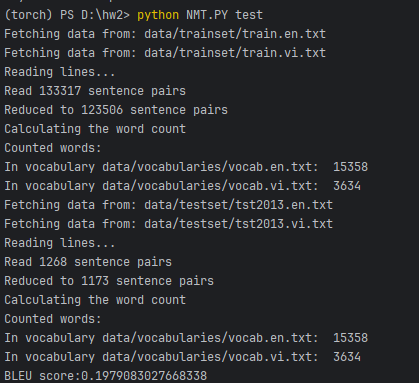 (torch) PS D:\hw2> python NMT.PY test
Fetching data from: data/trainset/train.en.txt
Fetching data from: data/trainset/train.vi.txt
Reading lines...
Read 133317 sentence pairs
Reduced to 123506 sentence pairs
Calculating the word count
Counted words:
In vocabulary data/vocabularies/vocab.en.txt:  15358
In vocabulary data/vocabularies/vocab.vi.txt:  3634
Fetching data from: data/testset/tst2013.en.txt
Fetching data from: data/testset/tst2013.vi.txt
Reading lines...
Read 1268 sentence pairs
Reduced to 1173 sentence pairs
Calculating the word count
Counted words:
In vocabulary data/vocabularies/vocab.en.txt:  15358
In vocabulary data/vocabularies/vocab.vi.txt:  3634
BLEU score:0.1979083027668338